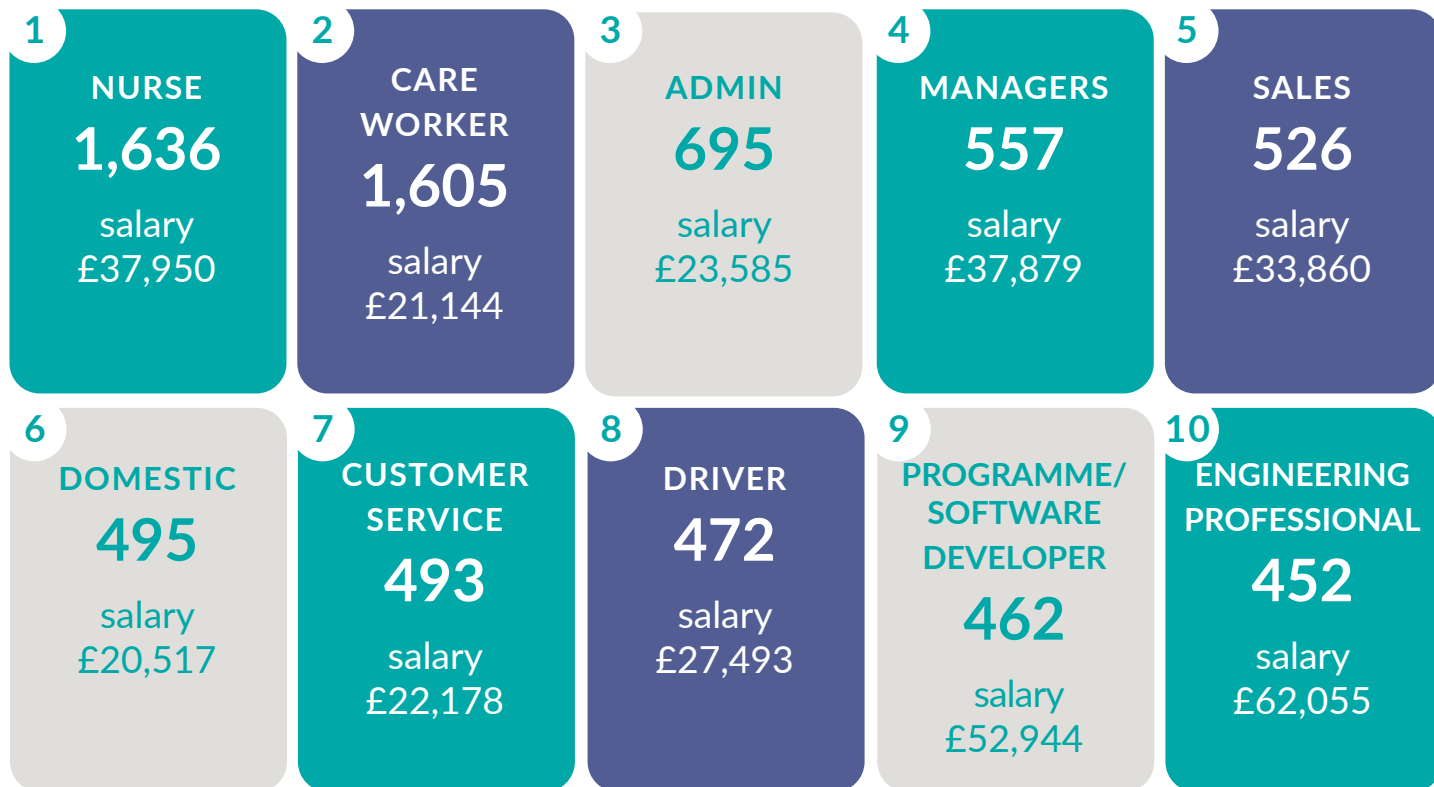 1
NURSE
1,636
salary
£37,950
2
CARE
WORKER
1,605
salary
£21,144
3
ADMIN
695
salary
£23,585
4
MANAGERS
557
salary
£37,879
5
SALES
526
salary
£33,860
6
DOMESTIC
495
salary
£20,517
7
CUSTOMER
SERVICE
493
salary
£22,178
8
DRIVER
472
salary
£27,493
9
PROGRAMME/
SOFTWARE
DEVELOPER
462
salary
£52,944
10
ENGINEERING
PROFESSIONAL
452
salary
£62,055